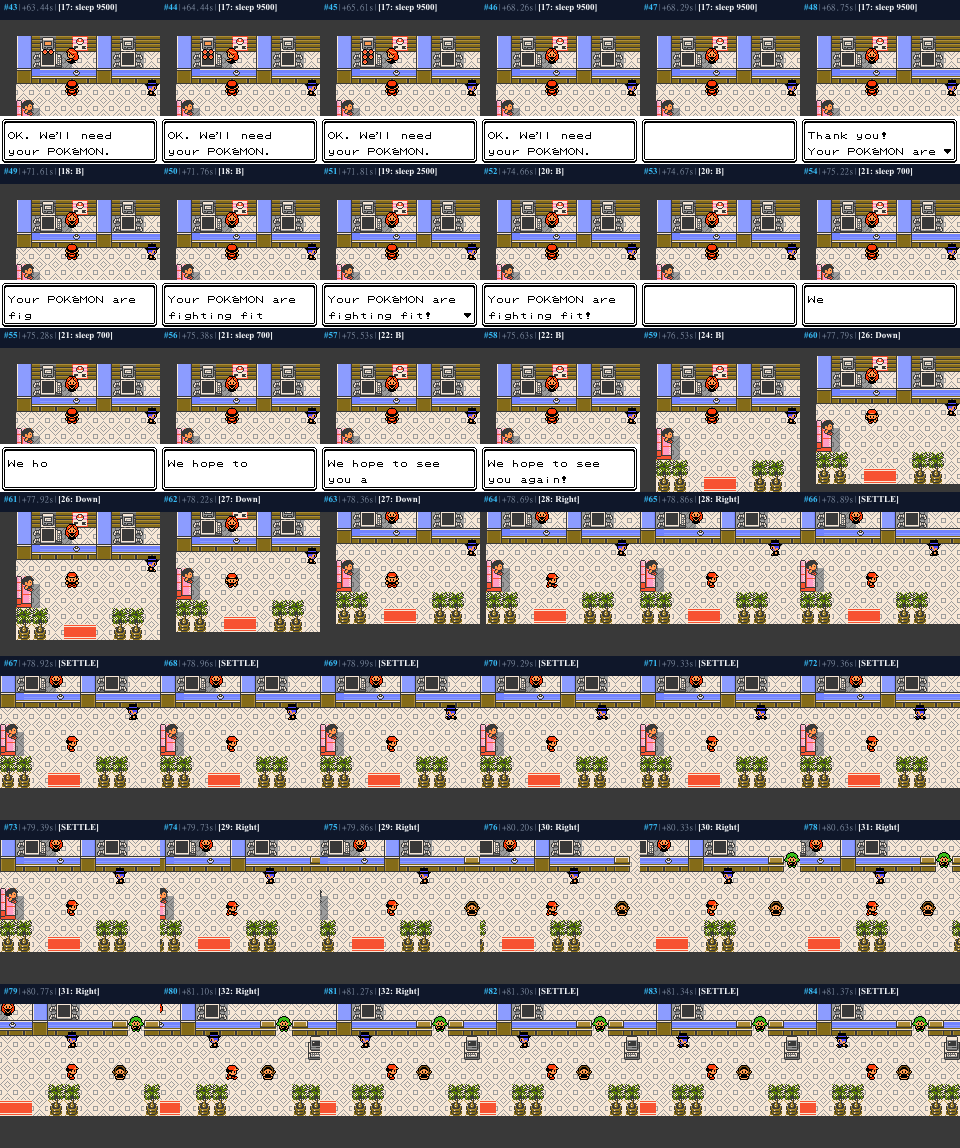 #43|+63.44s|[17: sleep 9500]
#44|+64.44s|[17: sleep 9500]
#45|+65.61s|[17: sleep 9500]
#46|+68.26s|[17: sleep 9500]
#47|+68.29s|[17: sleep 9500]
#48|+68.75s|[17: sleep 9500]
OK. We'll need
your POKéMON.
OK. We'll need
your POKéMON.
OK. We'll need
your POKéMON.
OK. We'll need
your POKéMON.
Thank you!
Your POKéMON are
#49|+71.61s|[18: B]
#50|+71.76s|[18: B]
#51|+71.81s|[19: sleep 2500]
#52|+74.66s|[20: B]
#53|+74.67s|[20: B]
#54|+75.22s|[21: sleep 700]
Your POKéMON are
fig
Your POKéMON are
fighting fit
Your POKéMON are
fighting fit!
Your POKéMON are
fighting fit!
We
#55|+75.28s|[21: sleep 700]
#56|+75.38s|[21: sleep 700]
#57|+75.53s|[22: B]
#58|+75.63s|[22: B]
#59|+76.53s|[24: B]
#60|+77.79s|[26: Down]
We ho
We hope to
We hope to see
you a
We hope to see
you again!
#61|+77.92s|[26: Down]
#62|+78.22s|[27: Down]
#63|+78.36s|[27: Down]
#64|+78.69s|[28: Right]
#65|+78.86s|[28: Right]
#66|+78.89s|[SETTLE]
#67|+78.92s|[SETTLE]
#68|+78.96s|[SETTLE]
#69|+78.99s|[SETTLE]
#70|+79.29s|[SETTLE]
#71|+79.33s|[SETTLE]
#72|+79.36s|[SETTLE]
#73|+79.39s|[SETTLE]
#74|+79.73s|[29: Right]
#75|+79.86s|[29: Right]
#76|+80.20s|[30: Right]
#77|+80.33s|[30: Right]
#78|+80.63s|[31: Right]
#79|+80.77s|[31: Right]
#80|+81.10s|[32: Right]
#81|+81.27s|[32: Right]
#82|+81.30s|[SETTLE]
#83|+81.34s|[SETTLE]
#84|+81.37s|[SETTLE]